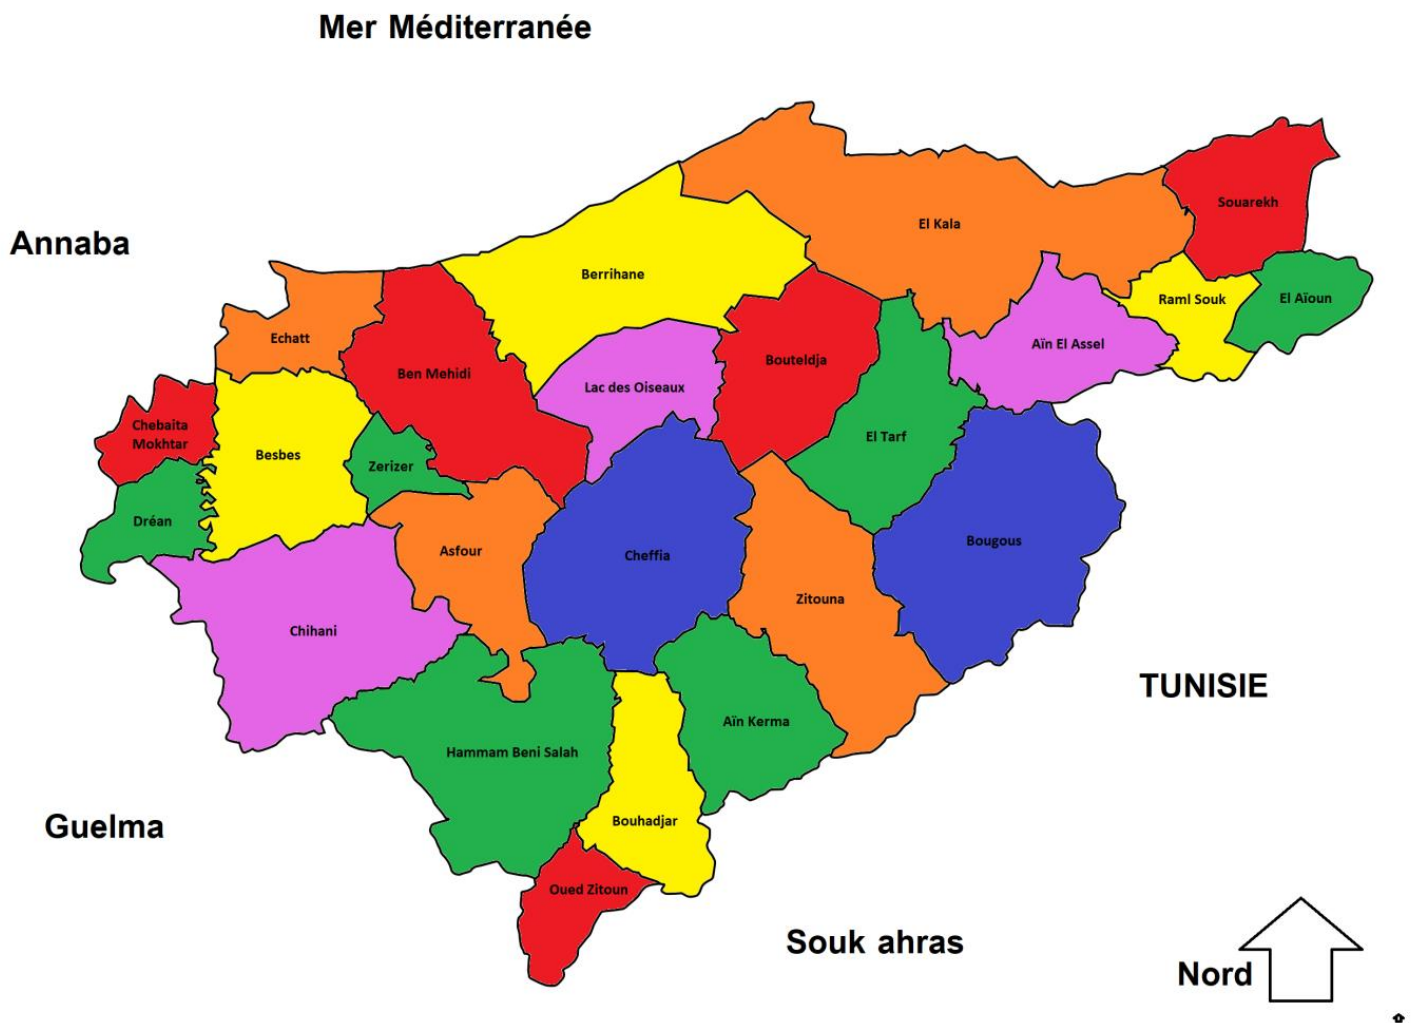 Mer Méditerranée
Souarekh
El Kala
Annaba
Berrihane
Raml Souk
El Aïoun
Echatt
Aïn El Assel
Bouteldja
Ben Mehidi
Lac des Oiseaux
Chebaita
Mokhtar
El Tarf
Besbes
Zerizer
Dréan
Bougous
Asfour
Cheffia
Zitouna
Chihani
TUNISIE
Aïn Kerma
Hammam Beni Salah
Guelma
Bouhadjar
Oued Zitoun
Souk ahras
Nord